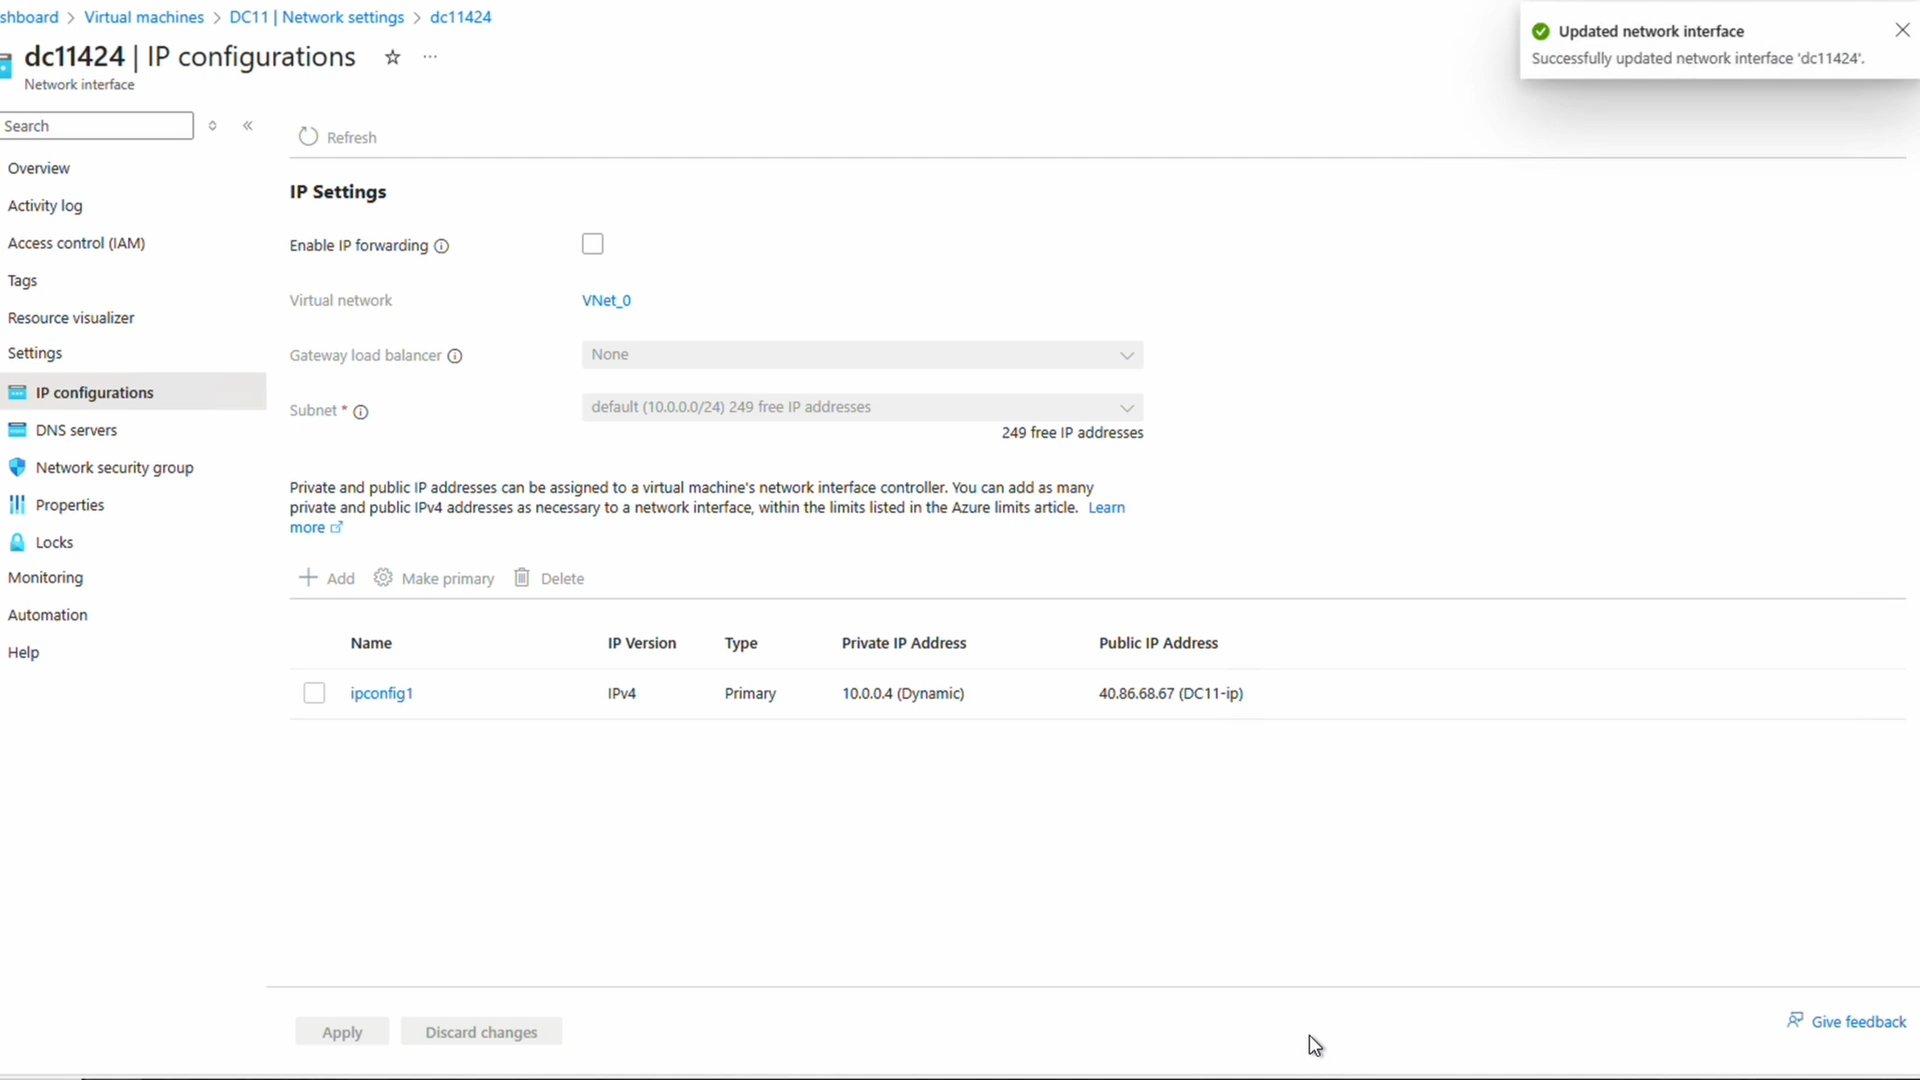 shboard > Virtual machines > DC11 | Network settings > dc11424
Updated network interface
Successfully updated network interface 'dc11424'.
dc11424 | IP configurations
Network interface
Search
Refresh
Overview
Activity log
Access control (IAM)
Tags
Resource visualizer
Settings
IP configurations
DNS servers
Network security group
Properties
Locks
Monitoring
Automation
Help
IP Settings
Enable IP forwarding
Virtual network VNet_0
Gateway load balancer None
Subnet * default (10.0.0.0/24) 249 free IP addresses
249 free IP addresses
Private and public IP addresses can be assigned to a virtual machine's network interface controller. You can add as many
private and public IPv4 addresses as necessary to a network interface, within the limits listed in the Azure limits article. Learn
more
Add Make primary Delete
Name IP Version Type Private IP Address Public IP Address
ipconfig1 IPv4 Primary 10.0.0.4 (Dynamic) 40.86.68.67 (DC11-ip)
Apply Discard changes
Give feedback